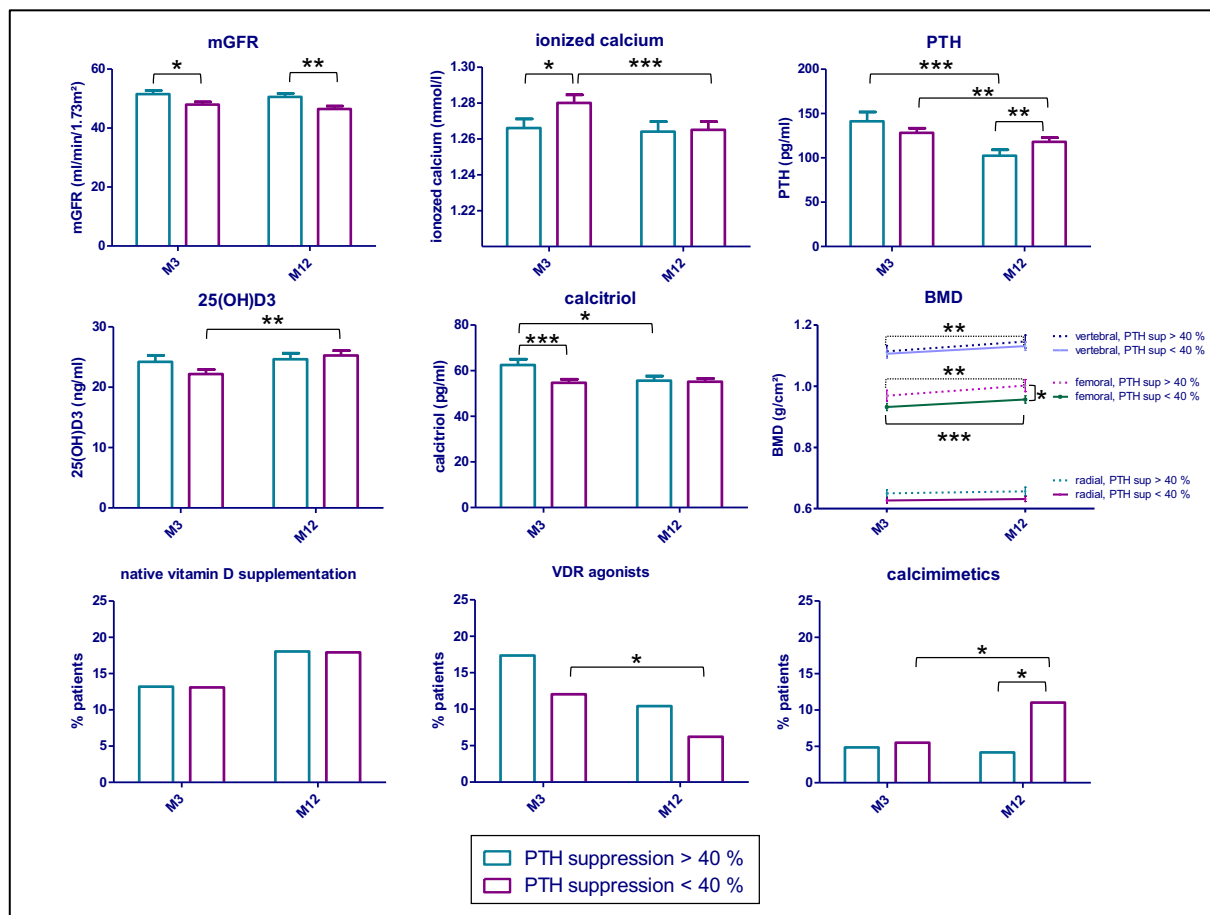 mGFR
mGFR (ml/min/1.73m²)
60
40
20
0
* **
M3
M12
ionized calcium
ionozed calcium (mmol/l)
1.30
1.28
1.26
1.24
1.22
* ***
M3
M12
PTH
PTH (pg/ml)
200
150
100
50
0
***
**
**
M3
M12
25(OH)D3
25(OH)D3 (ng/ml)
30
20
10
0
**
M3
M12
calcitriol
calcitriol (pg/ml)
80
60
40
20
0
*
***
M3
M12
BMD
BMD (g/cm²)
1.2
1.0
0.8
0.6
**
**
*
***
vertebral, PTH sup > 40 %
vertebral, PTH sup < 40 %
femoral, PTH sup > 40 %
femoral, PTH sup < 40 %
radial, PTH sup > 40 %
radial, PTH sup < 40 %
M3
M12
native vitamin D supplementation
% patients
25
20
15
10
5
0
M3
M12
VDR agonists
% patients
25
20
15
10
5
0
*
M3
M12
calcimimetics
% patients
25
20
15
10
5
0
*
*
M3
M12
PTH suppression > 40 %
PTH suppression < 40 %